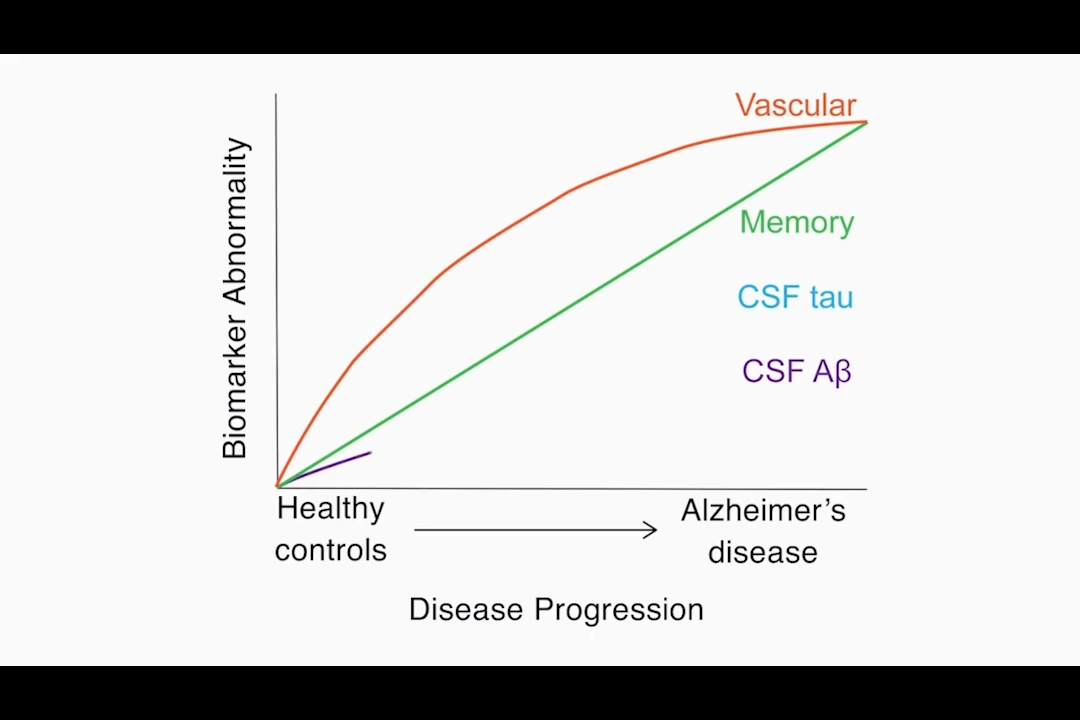 Vascular
Biomarker Abnormality
Memory
CSF tau
CSF Aβ
Healthy
controls
Alzheimer's
disease
Disease Progression